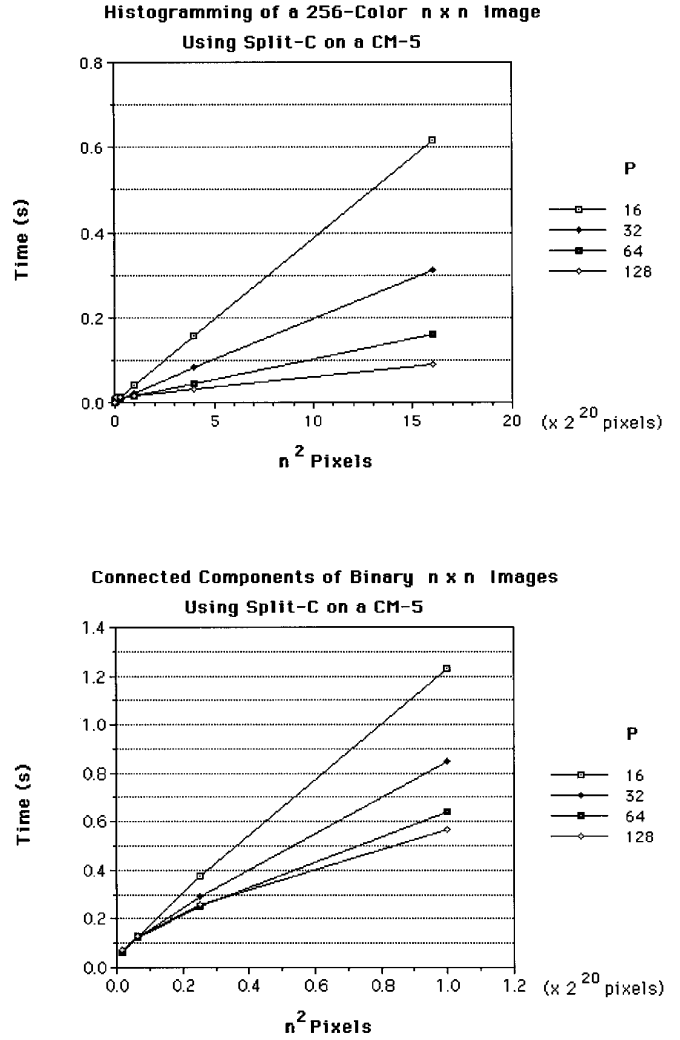 Histogramming of a 256-Color n x n Image
Using Split-C on a CM-5
0.8
0.6
0.4
0.2
0.0
Time (s)
0 5 10 15 20
(x 2^20 pixels)
n^2 Pixels
P
16
32
64
128
Connected Components of Binary n x n Images
Using Split-C on a CM-5
1.4
1.2
1.0
0.8
0.6
0.4
0.2
0.0
Time (s)
0.0 0.2 0.4 0.6 0.8 1.0 1.2
(x 2^20 pixels)
n^2 Pixels
P
16
32
64
128